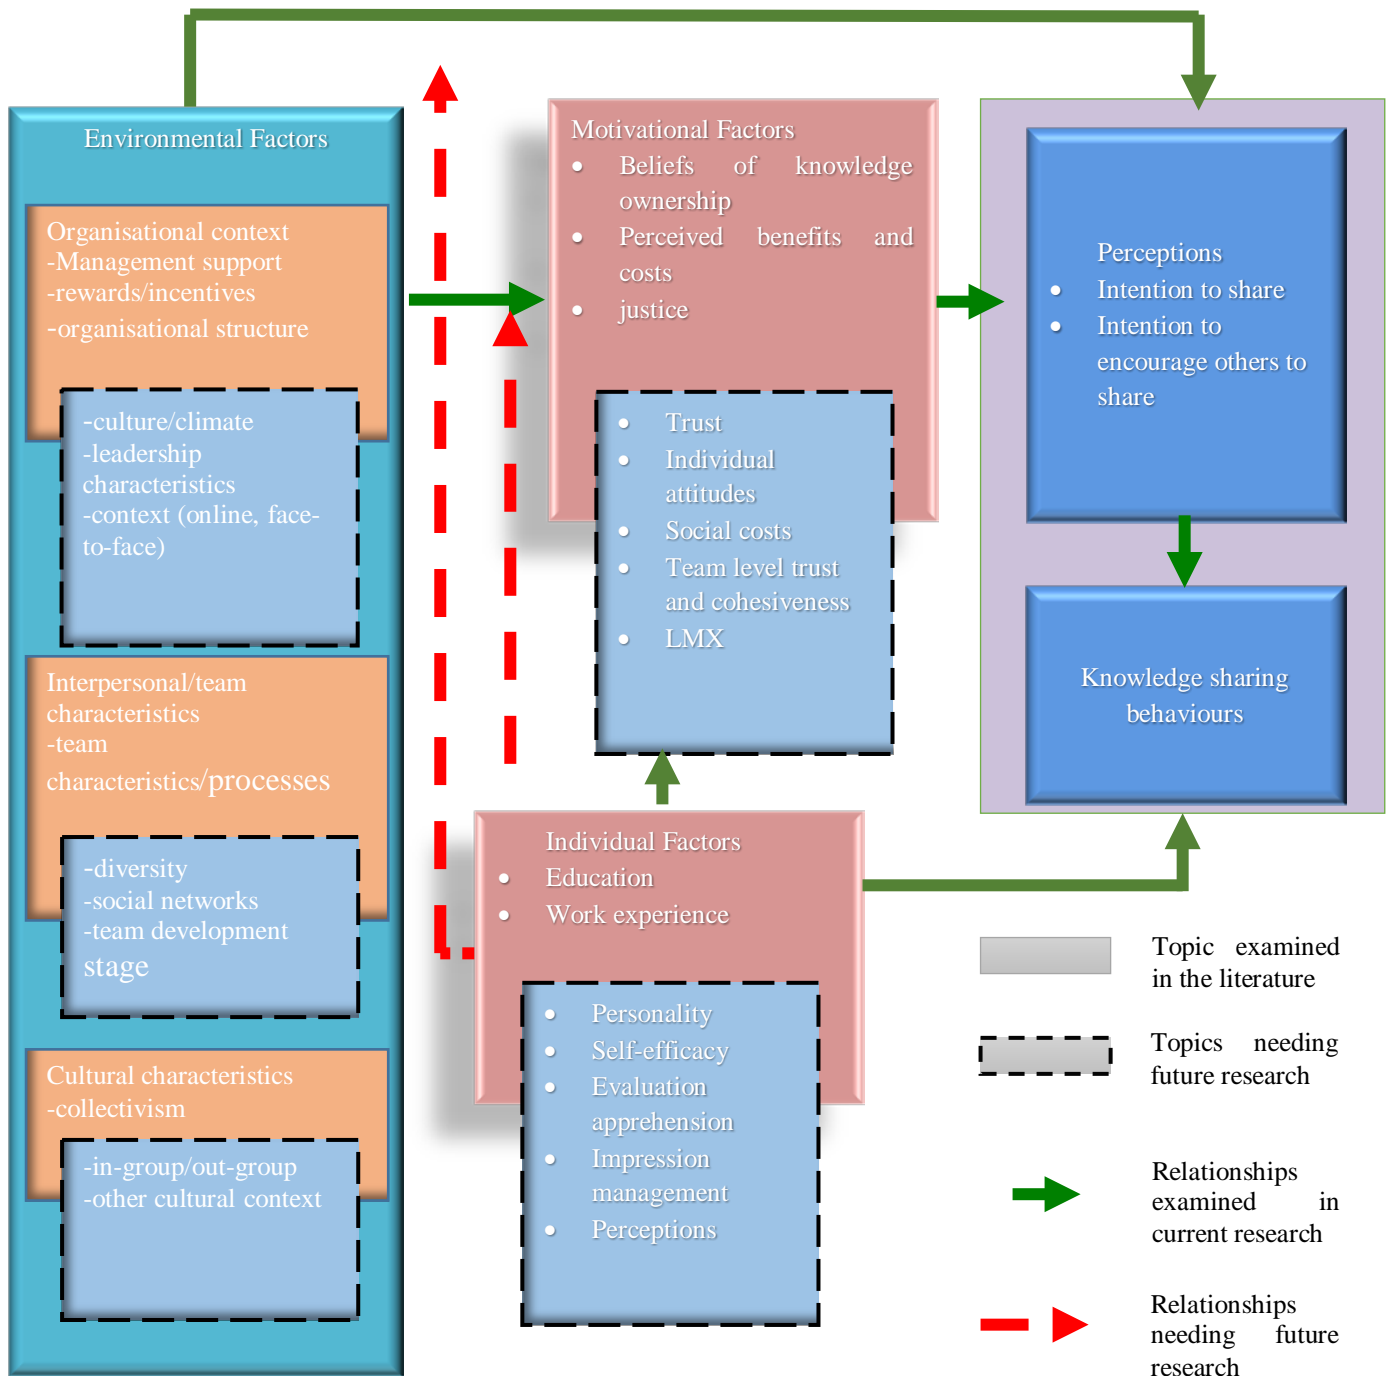 Environmental Factors
Organisational context
-Management support
-rewards/incentives
-organisational structure
-culture/climate
-leadership
characteristics
-context (online, face-
to-face)
Interpersonal/team
characteristics
-team
characteristics/processes
-diversity
-social networks
-team development
stage
Cultural characteristics
-collectivism
-in-group/out-group
-other cultural context
Motivational Factors
• Beliefs of knowledge
ownership
• Perceived benefits and
costs
• justice
• Trust
• Individual
attitudes
• Social costs
• Team level trust
and cohesiveness
• LMX
Individual Factors
• Education
• Work experience
• Personality
• Self-efficacy
• Evaluation
apprehension
• Impression
management
• Perceptions
Perceptions
• Intention to share
• Intention to
encourage others to
share
Knowledge sharing
behaviours
Topic examined
in the literature
Topics needing
future research
Relationships
examined in
current research
Relationships
needing future
research